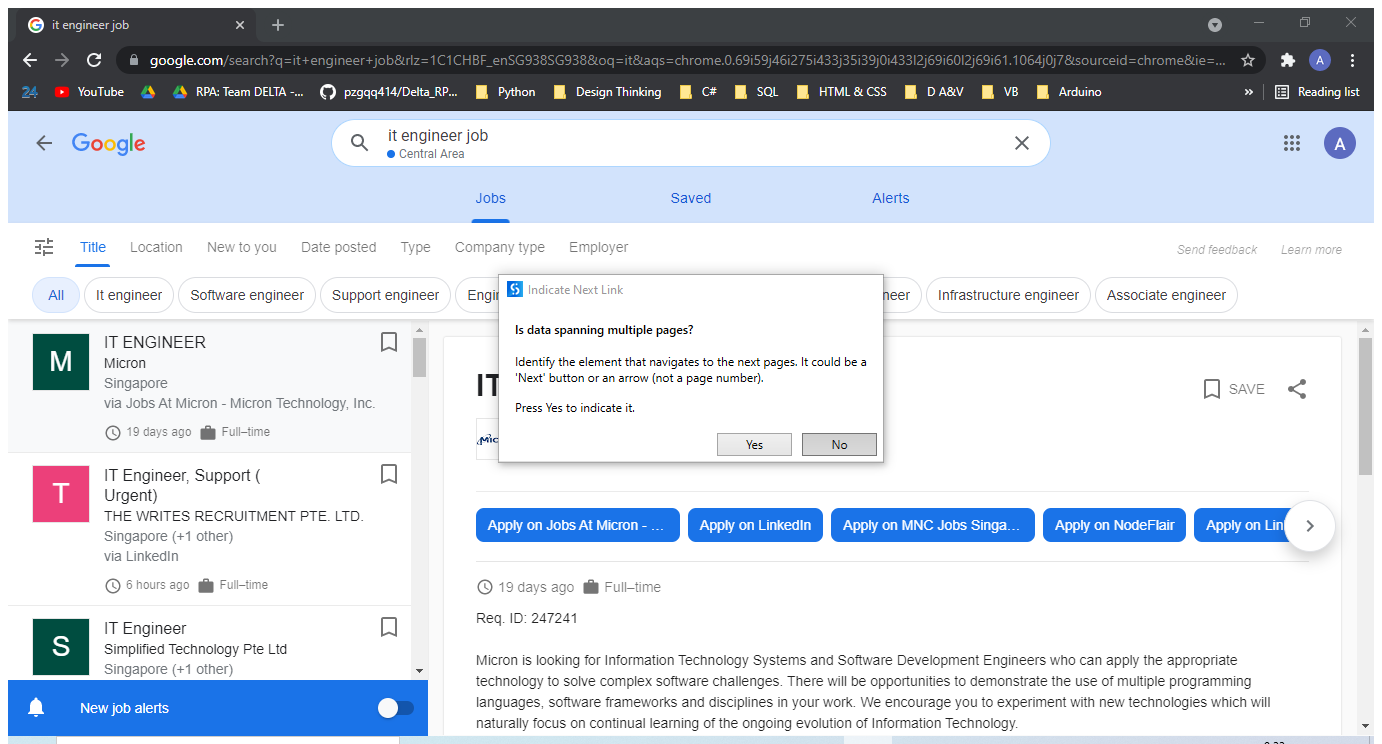 it engineer job
google.com/search?q=it+engineer+job&rlz=1C1CHBF_enSG938SG938&oq=it&aqs=chrome.0.69i59j46i275i433j35i39j0i433l2j69i60l2j69i61.1064j0j7&sourceid=chrome&ie=...
A
24 YouTube RPA: Team DELTA -... pzgqq414/Delta_RP... Python Design Thinking C# SQL HTML & CSS D A&V VB Arduino » Reading list
Google
it engineer job
Central Area
A
Jobs Saved Alerts
Title Location New to you Date posted Type Company type Employer
Send feedback Learn more
All It engineer Software engineer Support engineer Engi neer Infrastructure engineer Associate engineer
Indicate Next Link
Is data spanning multiple pages?
Identify the element that navigates to the next pages. It could be a
'Next' button or an arrow (not a page number).
Press Yes to indicate it.
Yes No
M
IT ENGINEER
Micron
Singapore
via Jobs At Micron - Micron Technology, Inc.
19 days ago Full–time
T
IT Engineer, Support (
Urgent)
THE WRITES RECRUITMENT PTE. LTD.
Singapore (+1 other)
via LinkedIn
6 hours ago Full–time
S
IT Engineer
Simplified Technology Pte Ltd
Singapore (+1 other)
New job alerts
IT
SAVE
Mic
Apply on Jobs At Micron - ... Apply on LinkedIn Apply on MNC Jobs Singa... Apply on NodeFlair Apply on Lin
19 days ago Full–time
Req. ID: 247241
Micron is looking for Information Technology Systems and Software Development Engineers who can apply the appropriate
technology to solve complex software challenges. There will be opportunities to demonstrate the use of multiple programming
languages, software frameworks and disciplines in your work. We encourage you to experiment with new technologies which will
naturally focus on continual learning of the ongoing evolution of Information Technology.